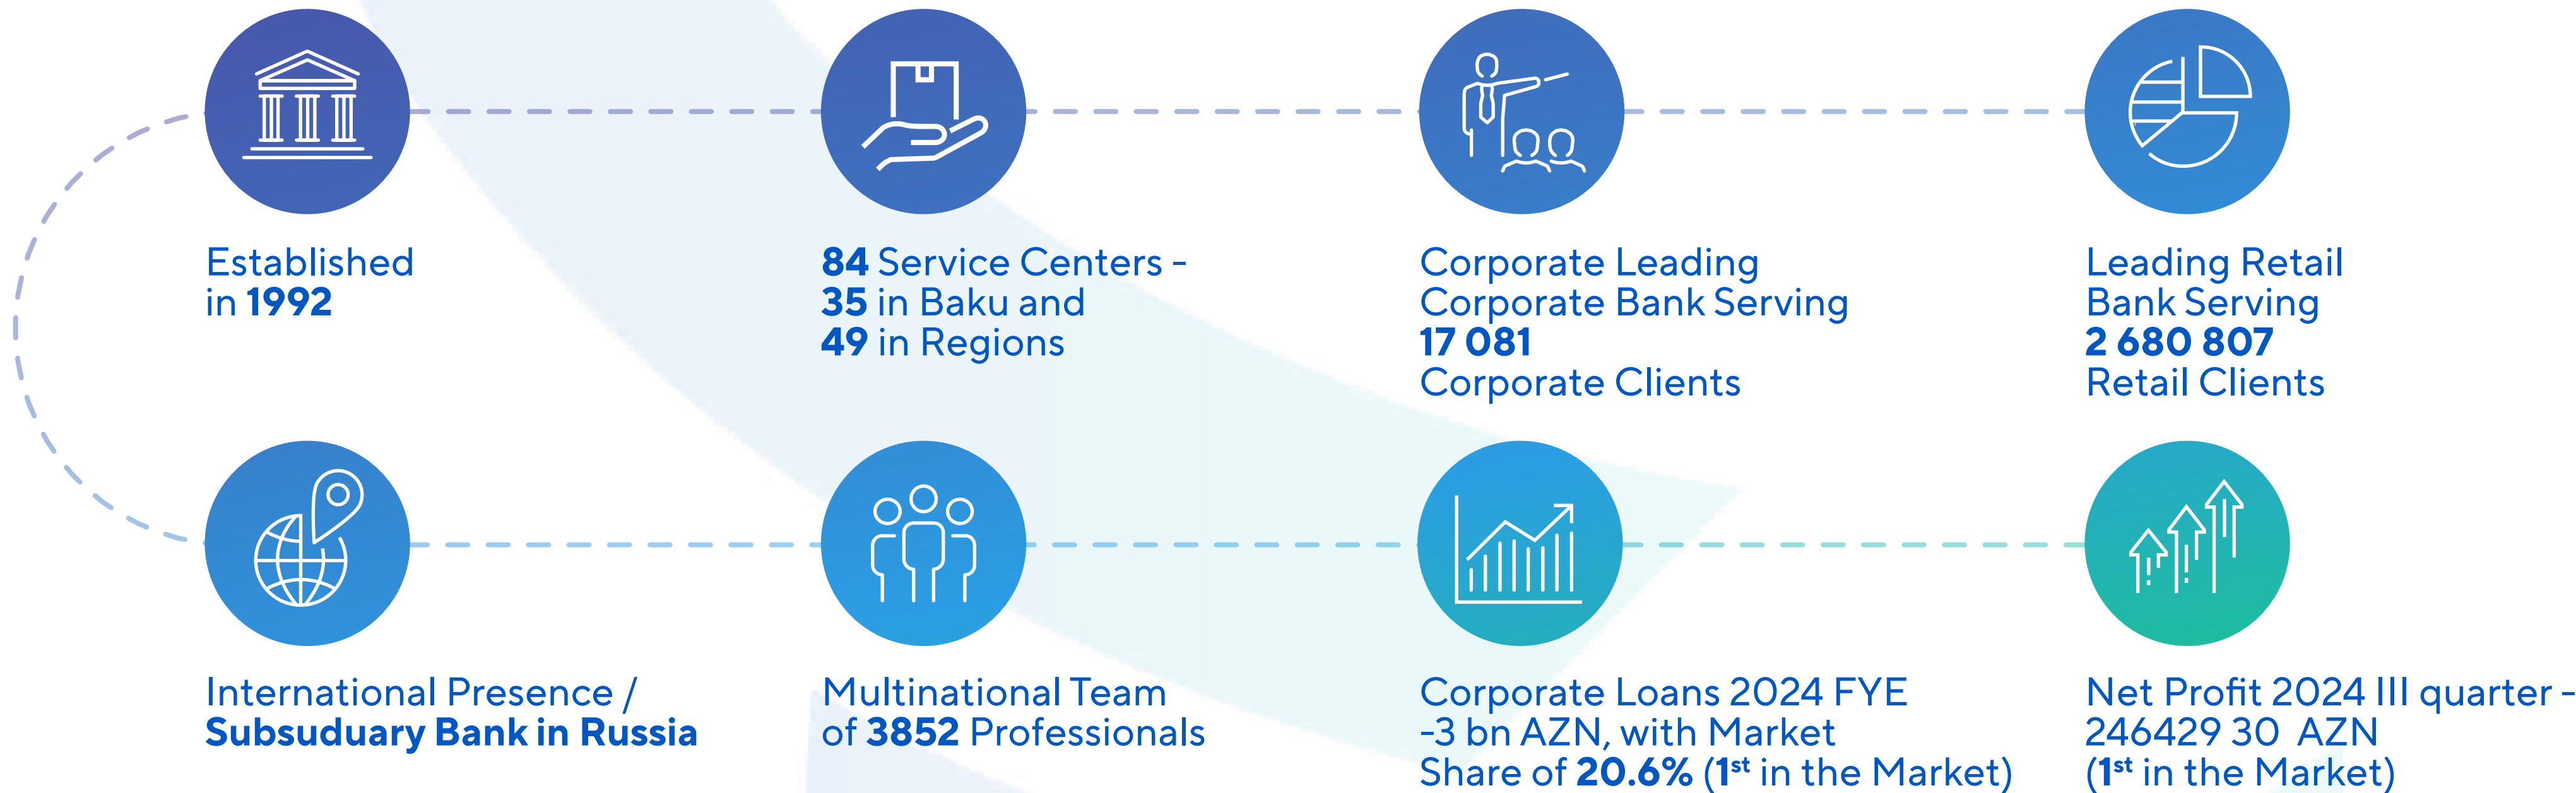 Established
in 1992
84 Service Centers -
35 in Baku and
49 in Regions
Corporate Leading
Corporate Bank Serving
17 081
Corporate Clients
Leading Retail
Bank Serving
2 680 807
Retail Clients
International Presence /
Subsuduary Bank in Russia
Multinational Team
of 3852 Professionals
Corporate Loans 2024 FYE
-3 bn AZN, with Market
Share of 20.6% (1st in the Market)
Net Profit 2024 III quarter -
246429 30 AZN
(1st in the Market)